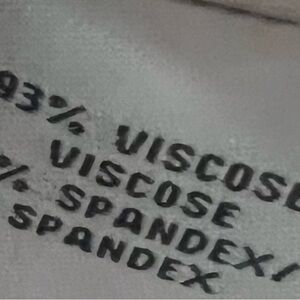 93% VISCOSE
VISCOSE
% SPANDEX/
SPANDEX